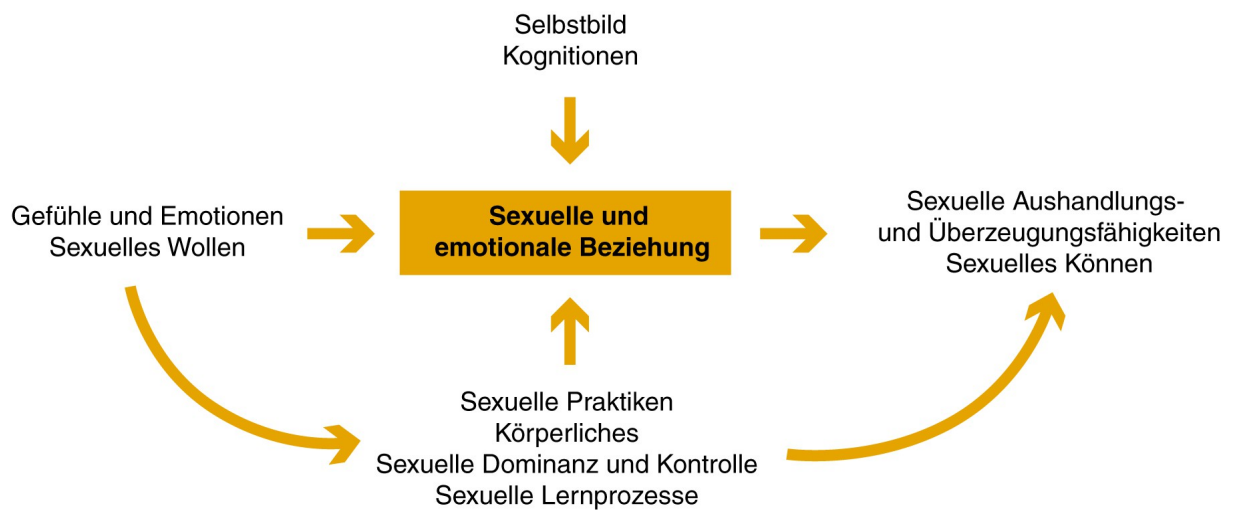 Selbstbild
Kognitionen
Gefühle und Emotionen
Sexuelles Wollen
Sexuelle und
emotionale Beziehung
Sexuelle Aushandlungs-
und Überzeugungsfähigkeiten
Sexuelles Können
Sexuelle Praktiken
Körperliches
Sexuelle Dominanz und Kontrolle
Sexuelle Lernprozesse